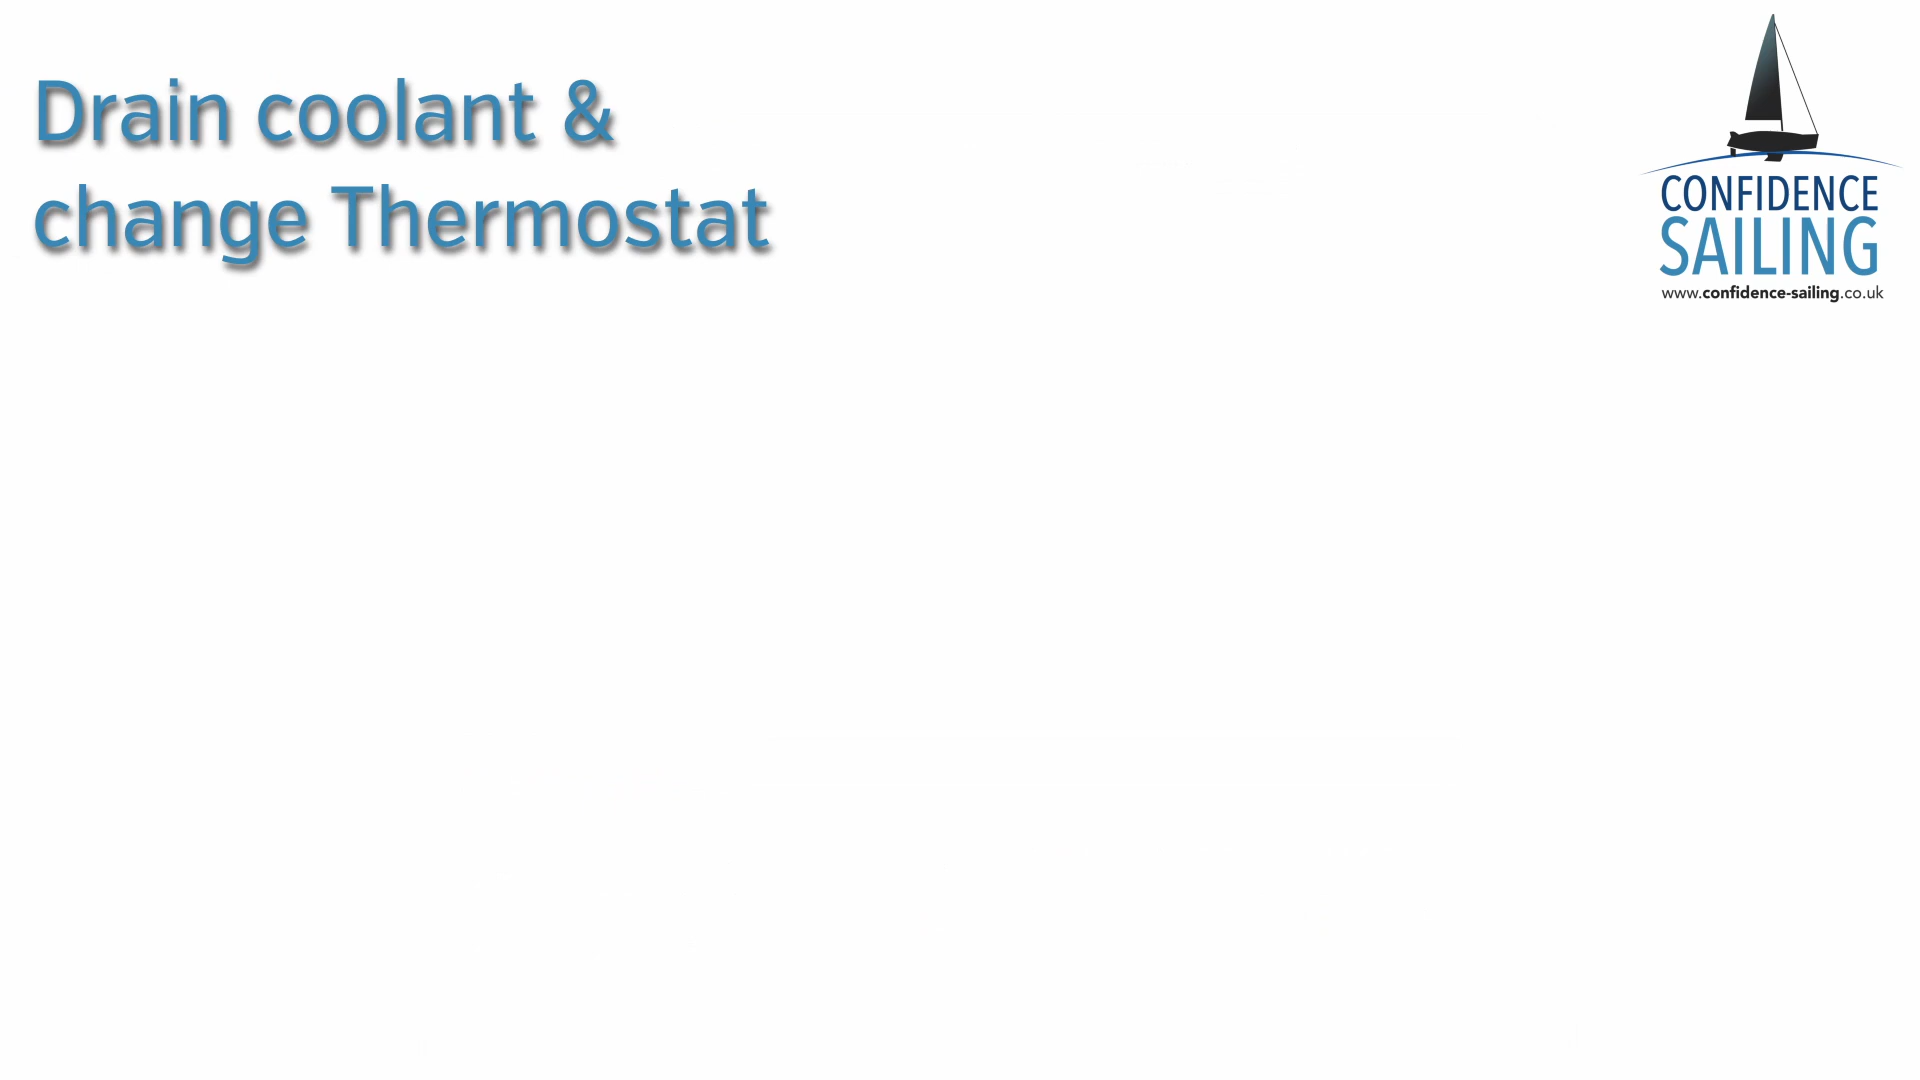 Drain coolant &
change Thermostat
CONFIDENCE
SAILING
www.confidence-sailing.co.uk